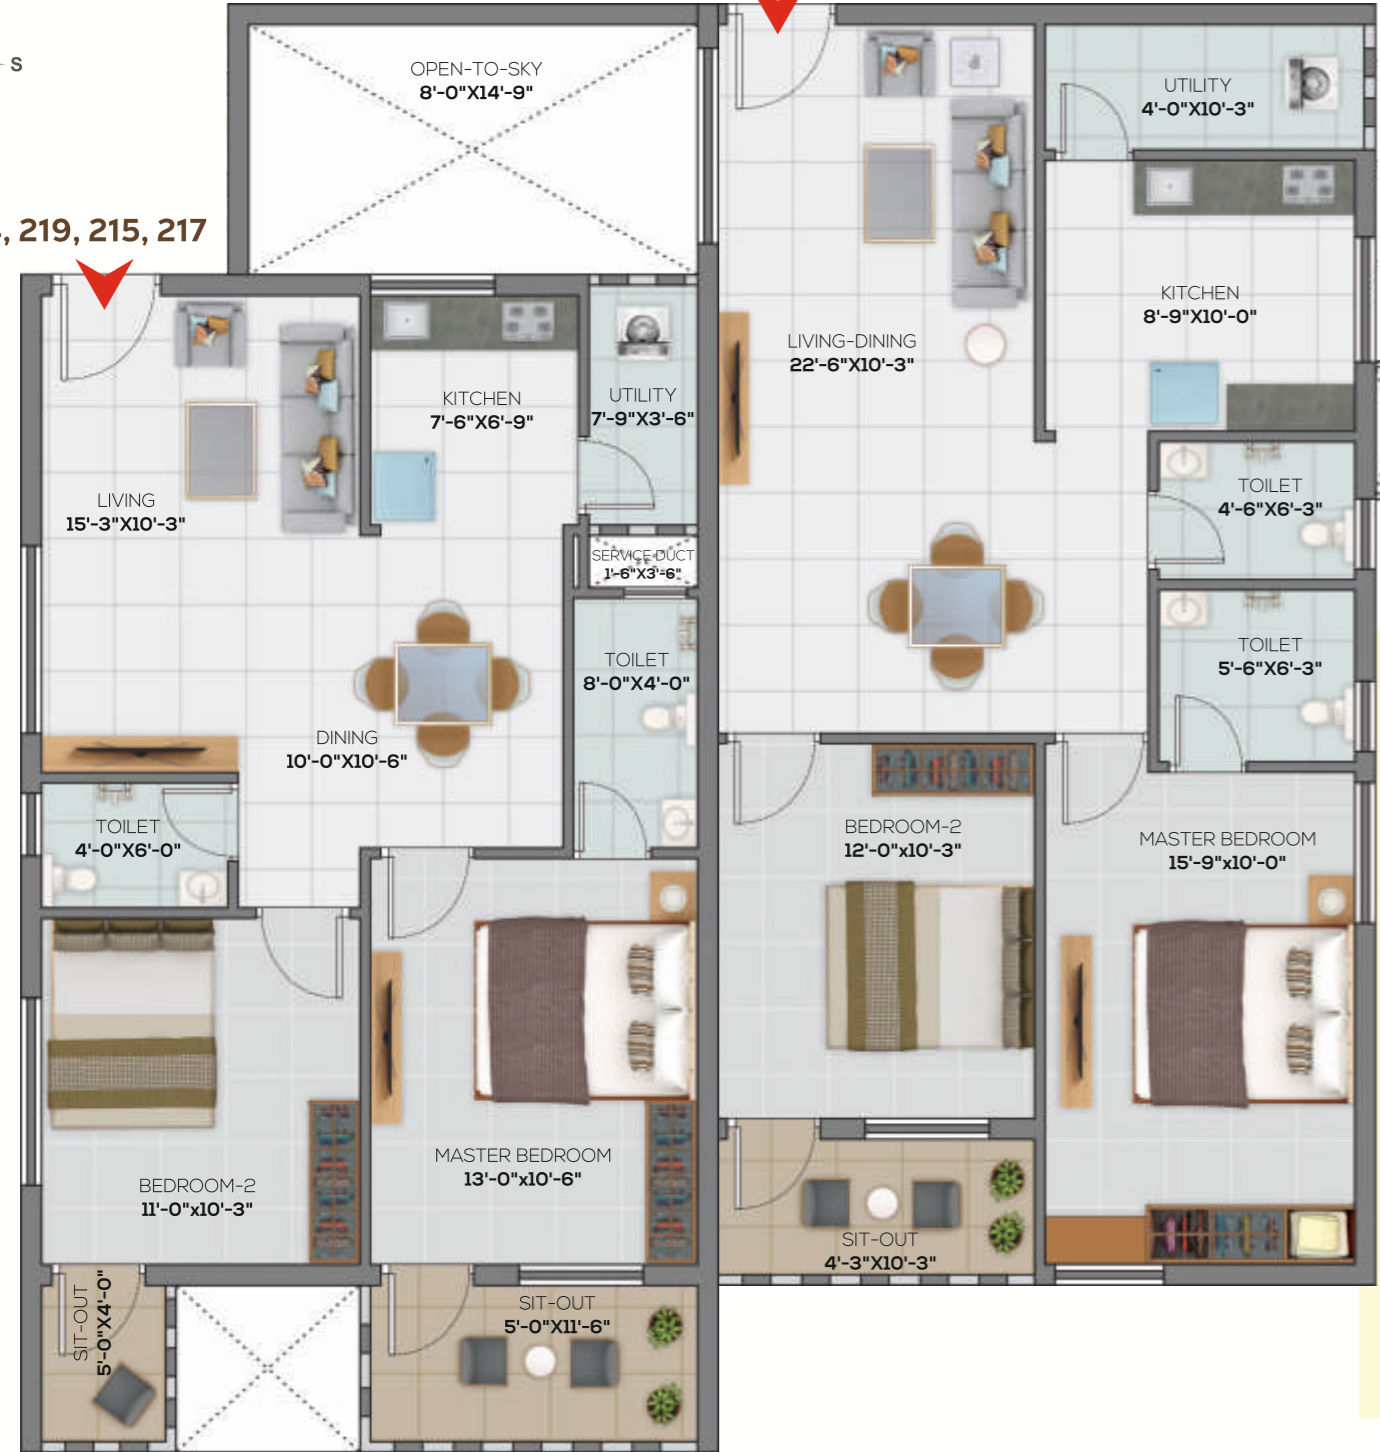 S
OPEN-TO-SKY
8'-0"X14'-9"
UTILITY
4'-0"X10'-3"
, 219, 215, 217
KITCHEN
8'-9"X10'-0"
LIVING-DINING
22'-6"X10'-3"
KITCHEN
7'-6"X6'-9"
UTILITY
7'-9"X3'-6"
LIVING
15'-3"X10'-3"
TOILET
4'-6"X6'-3"
SERVICE DUCT
1'-6"X3'-6"
TOILET
5'-6"X6'-3"
TOILET
8'-0"X4'-0"
DINING
10'-0"X10'-6"
TOILET
4'-0"X6'-0"
BEDROOM-2
12'-0"x10'-3"
MASTER BEDROOM
15'-9"x10'-0"
MASTER BEDROOM
13'-0"x10'-6"
BEDROOM-2
11'-0"x10'-3"
SIT-OUT
4'-3"X10'-3"
SIT-OUT
5'-0"X4'-0"
SIT-OUT
5'-0"X11'-6"